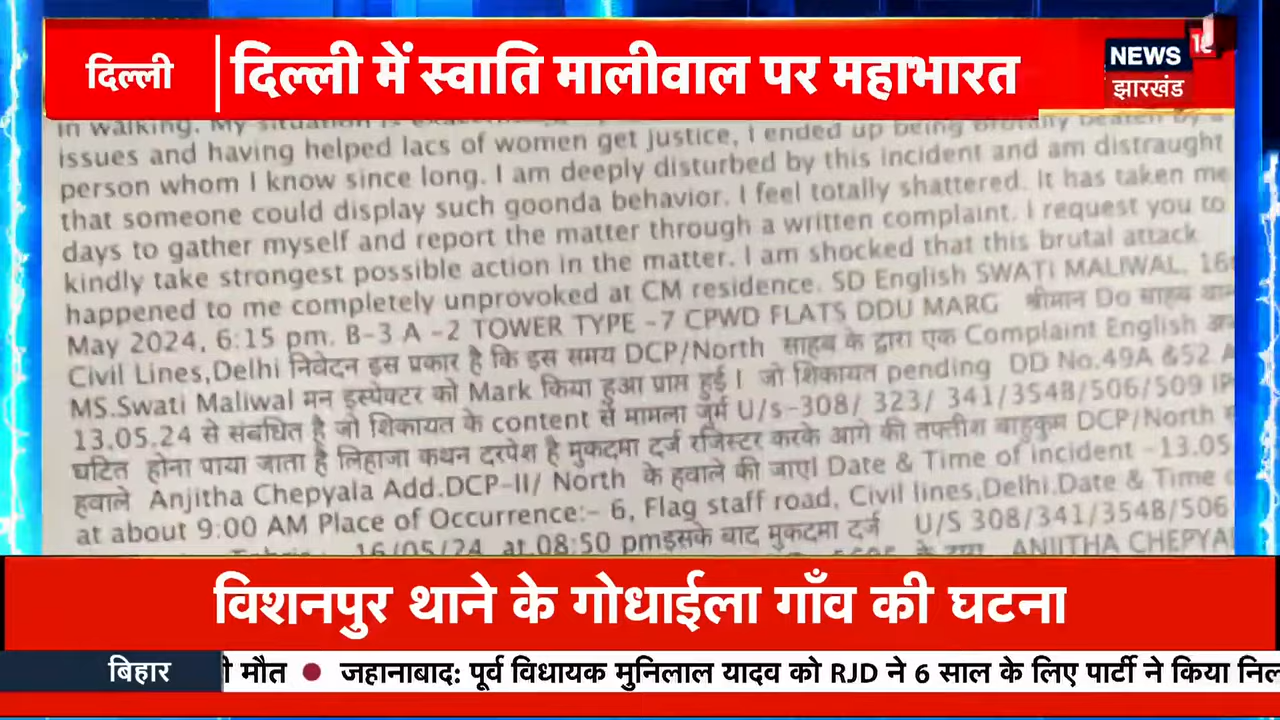 दिल्ली
दिल्ली में स्वाति मालीवाल पर महाभारत
NEWS 18
झारखंड
in walking. My situation is
issues and having helped lacs of women get justice, I ended up being brutally beaten by a
person whom I know since long. I am deeply disturbed by this incident and am distraught
that someone could display such goonda behavior. I feel totally shattered. It has taken me
days to gather myself and report the matter through a written complaint. I request you to
kindly take strongest possible action in the matter. I am shocked that this brutal attack
happened to me completely unprovoked at CM residence. SD English SWATI MALIWAL, 16
May 2024, 6:15 pm. B-3 A -2 TOWER TYPE -7 CPWD FLATS DDU MARG श्रीमान Do साहब
Civil Lines,Delhi निवेदन इस प्रकार है कि इस समय DCP/North साहब के द्वारा एक Complaint English
MS.Swati Maliwal मन इंस्पेक्टर को Mark किया हुआ प्राप्त हुई। जो शिकायत pending DD No.49A &52 A
13.05.24 से संबधित है जो शिकायत के content से मामला जुर्म U/s-308/ 323/ 341/354B/506/509 IP
घटित होना पाया जाता है लिहाजा कथन दरपेश है मुकदमा दर्ज रजिस्टर करके आगे की तफ्तीश बाहुकुम DCP/North
हवाले Anjitha Chepyala Add.DCP-II/ North के हवाले की जाए। Date & Time of incident -13.05
at about 9:00 AM Place of Occurrence:- 6, Flag staff road, Civil lines,Delhi.Date & Time
16/05/24 at 08:50 pmइसके बाद मुकदमा दर्ज U/S 308/341/354B/506
ANJITHA CHEPYA
विशनपुर थाने के गोधाईला गाँव की घटना
बिहार
ी मौत ● जहानाबाद: पूर्व विधायक मुनिलाल यादव को RJD ने 6 साल के लिए पार्टी ने किया निल